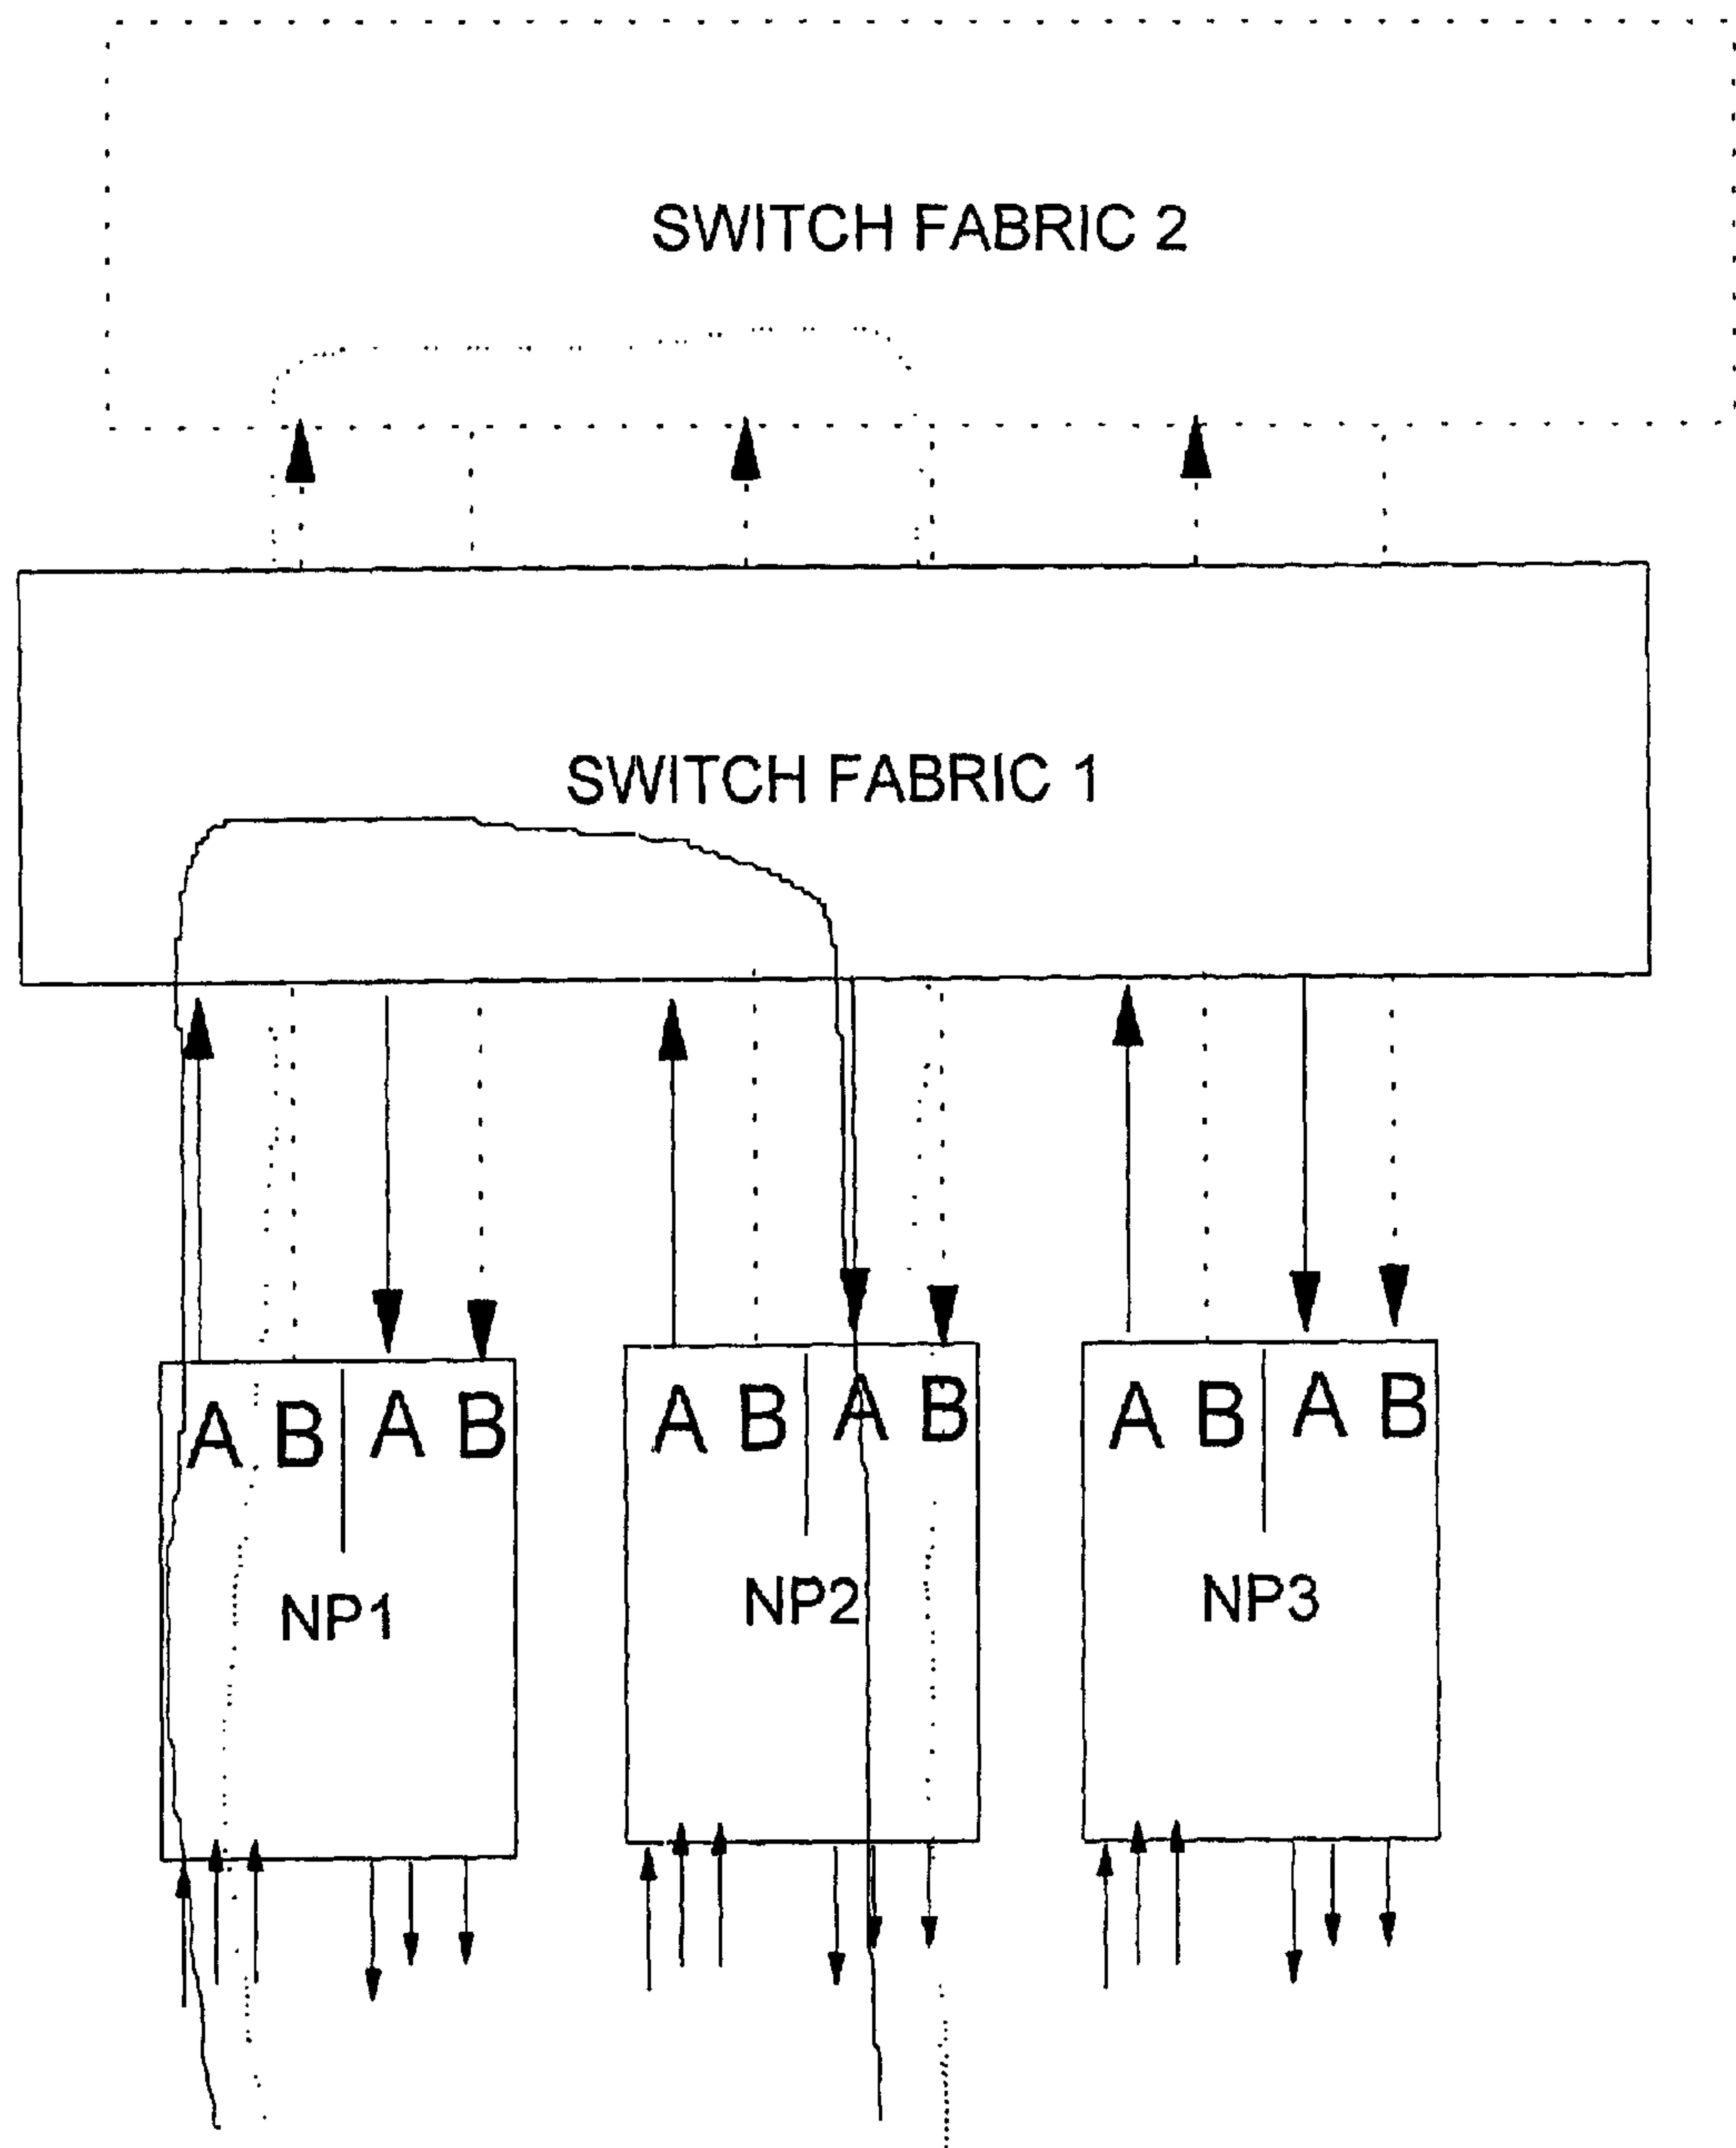 SWITCH FABRIC 2
SWITCH FABRIC 1
A B A B
NP1
A B A B
NP2
A B A B
NP3